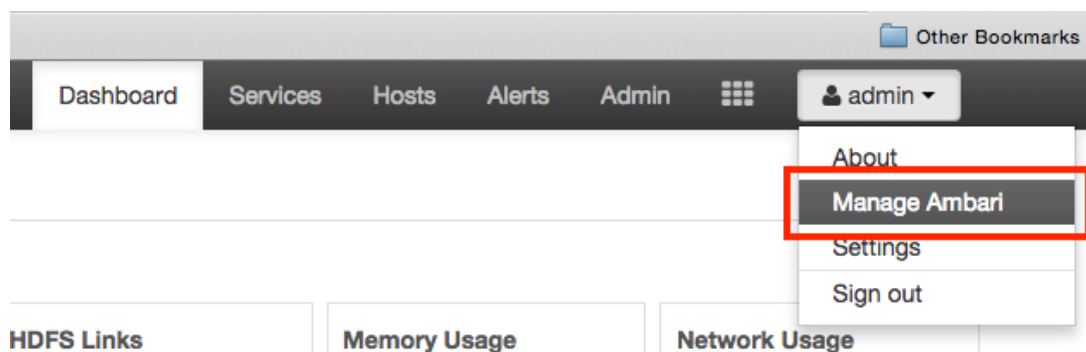 Other Bookmarks
Dashboard Services Hosts Alerts Admin admin
About
Manage Ambari
Settings
Sign out
HDFS Links Memory Usage Network Usage